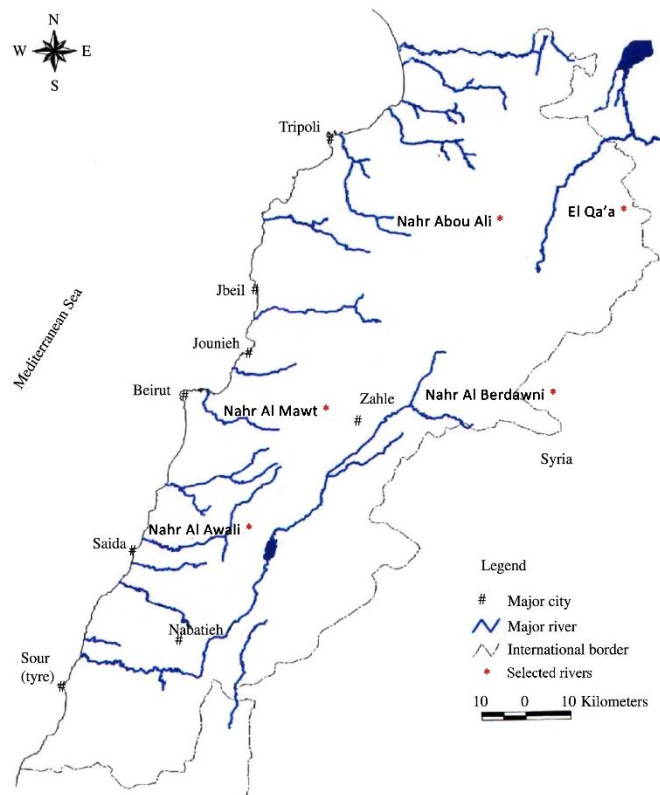 N
W E
S
Tripoli
#
Nahr Abou Ali *
El Qa'a *
Jbeil #
Mediterranean Sea
Jounieh #
Beirut #
Nahr Al Mawt *
Zahle
#
Nahr Al Berdawni *
Syria
Nahr Al Awali *
Saida #
Nabatieh
#
Sour
(tyre) #
Legend
# Major city
Major river
International border
* Selected rivers
10 0 10 Kilometers